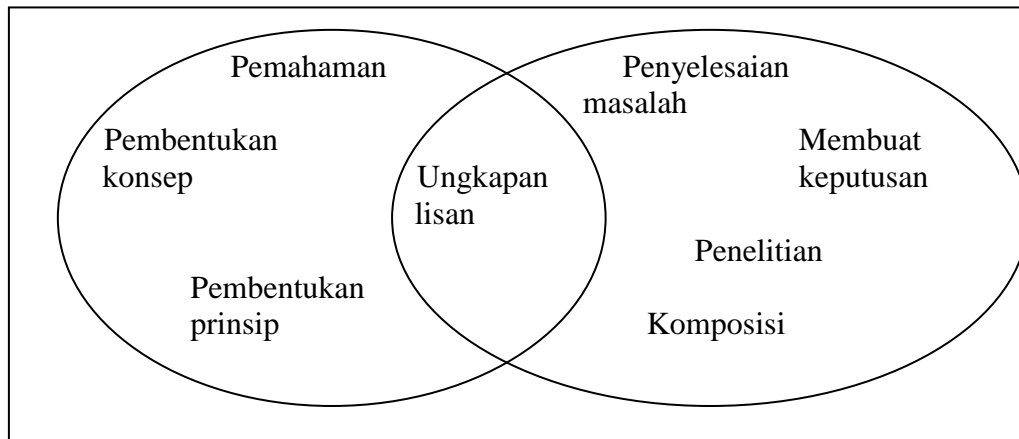 Pemahaman
Pembentukan
konsep
Pembentukan
prinsip
Ungkapan
lisan
Penyelesaian
masalah
Membuat
keputusan
Penelitian
Komposisi